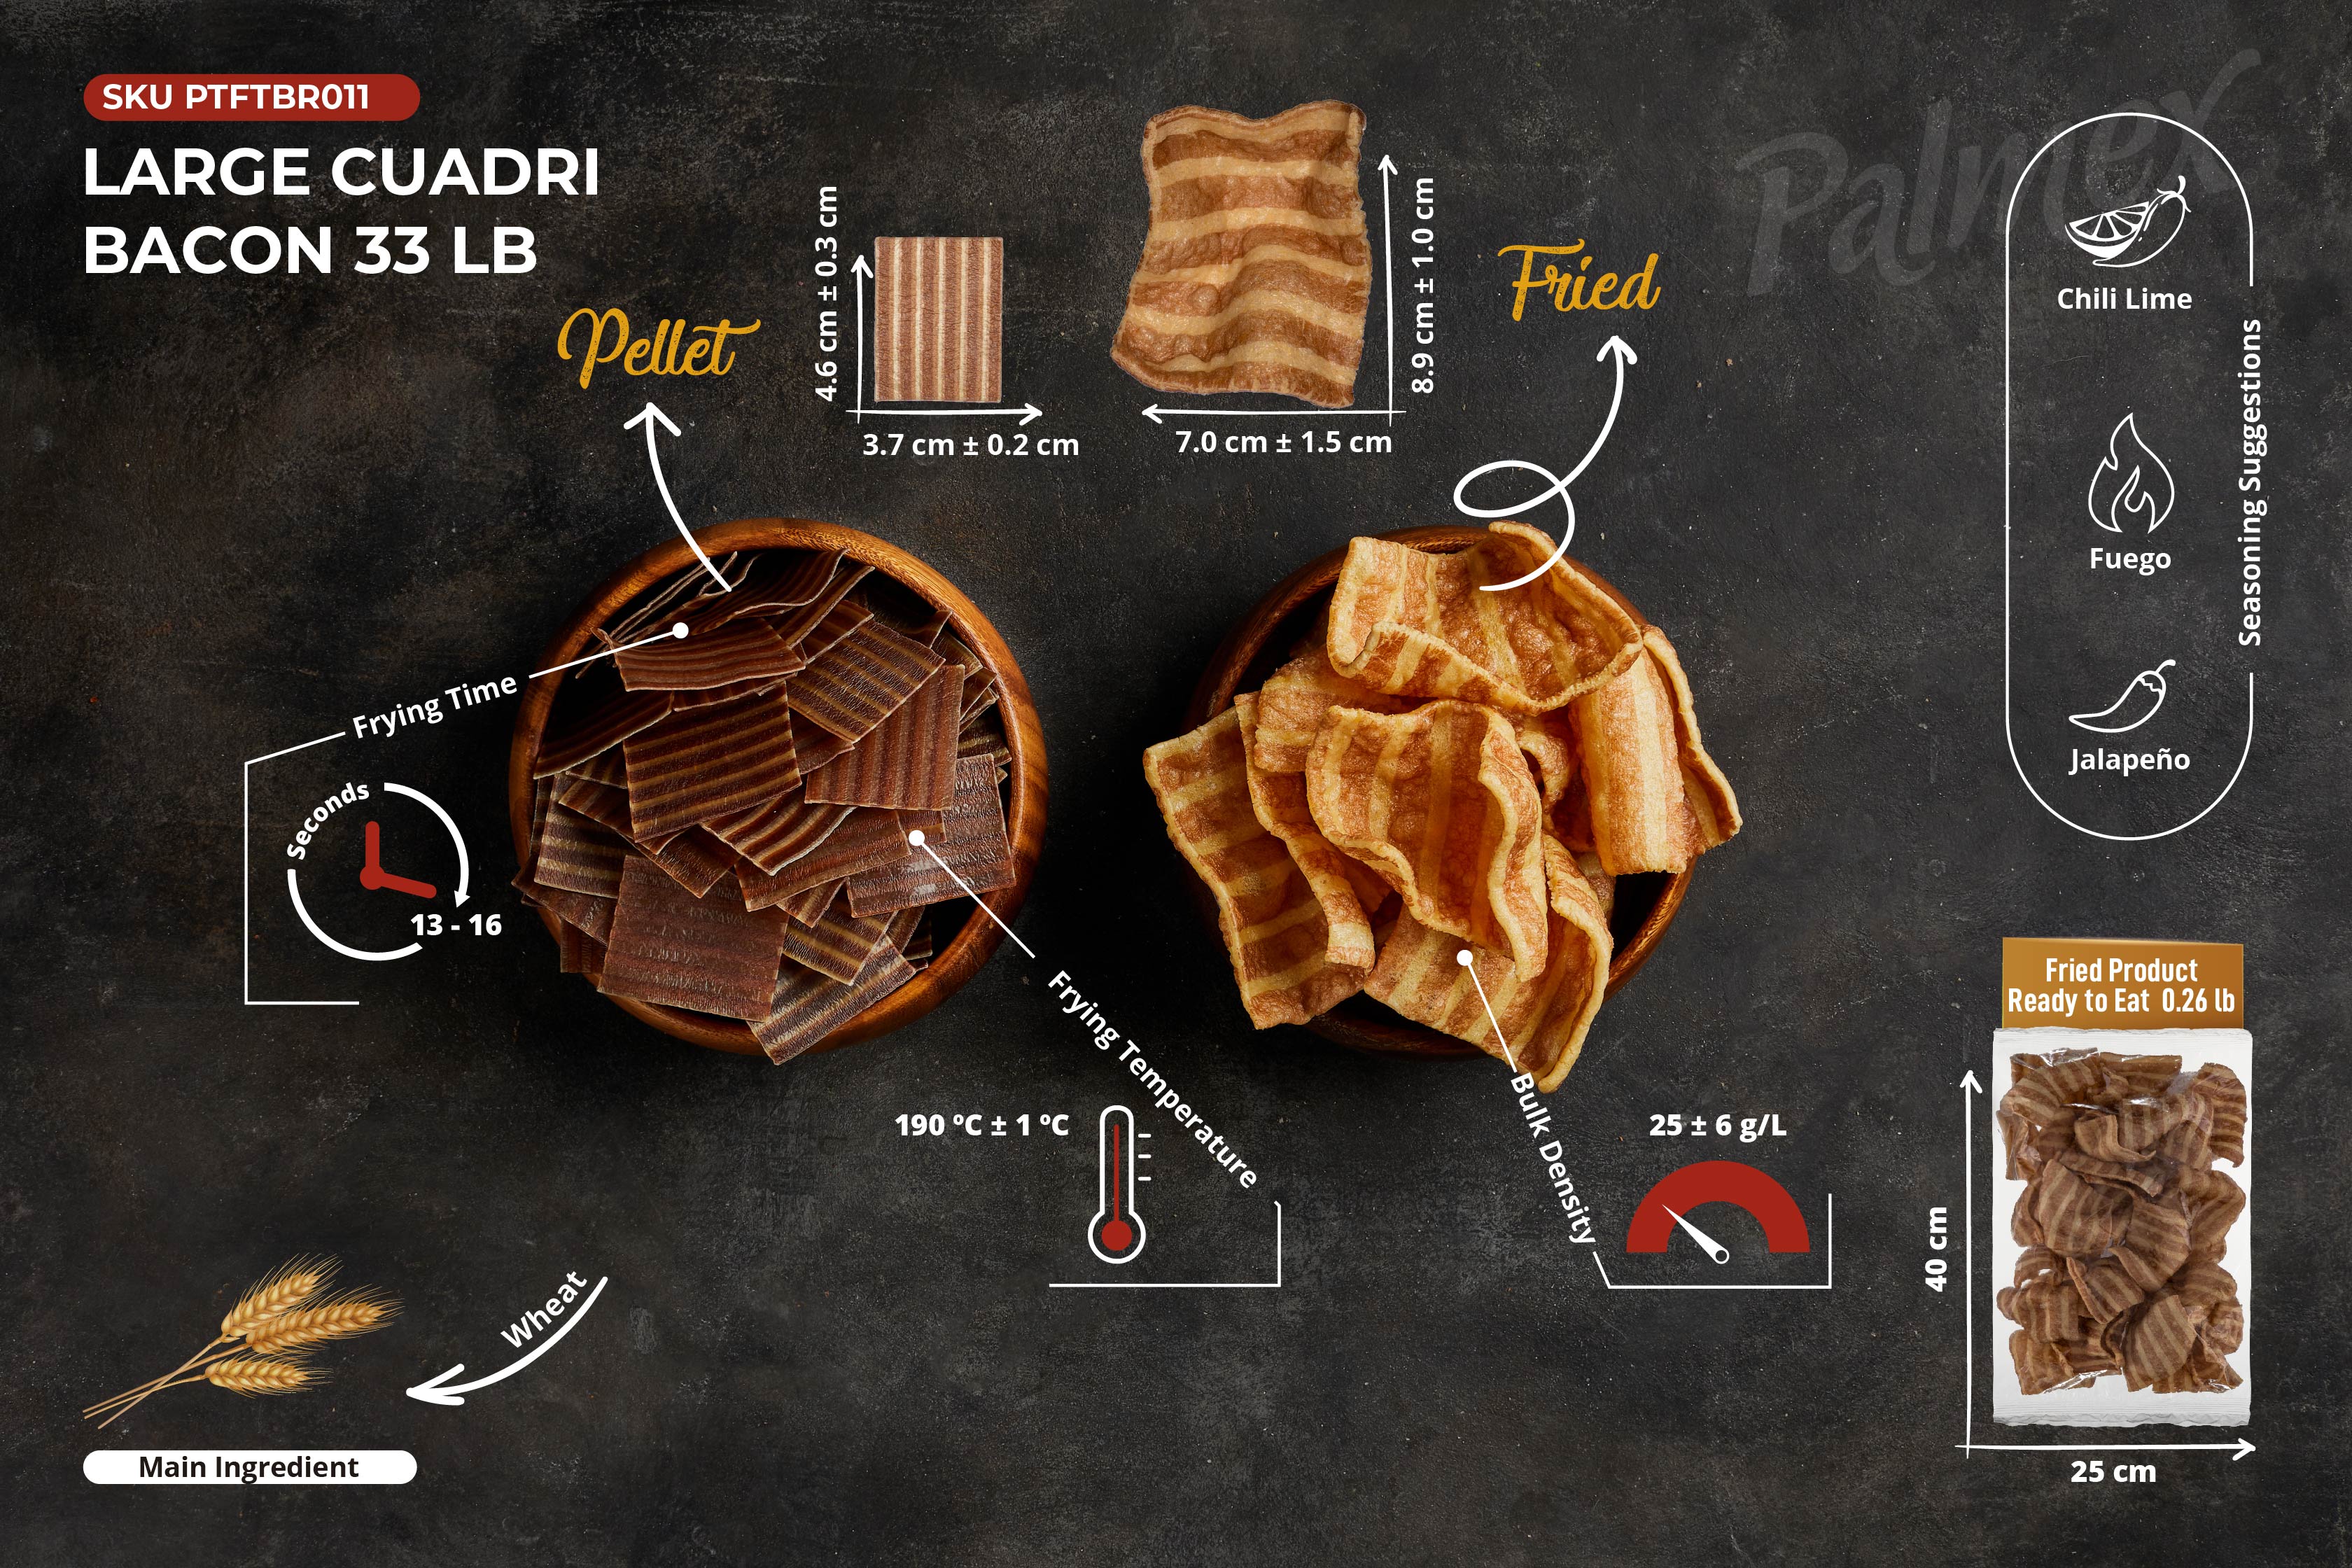 SKU PTFTBR011
LARGE CUADRI
BACON 33 LB
Pellet
4.6 cm ± 0.3 cm
3.7 cm ± 0.2 cm
8.9 cm ± 1.0 cm
7.0 cm ± 1.5 cm
Fried
Palmex
Chili Lime
Fuego
Jalapeño
Seasoning Suggestions
Frying Time
Seconds
13 - 16
Frying Temperature
190 ºC ± 1 ºC
Bulk Density
25 ± 6 g/L
Fried Product
Ready to Eat 0.26 lb
40 cm
25 cm
Wheat
Main Ingredient